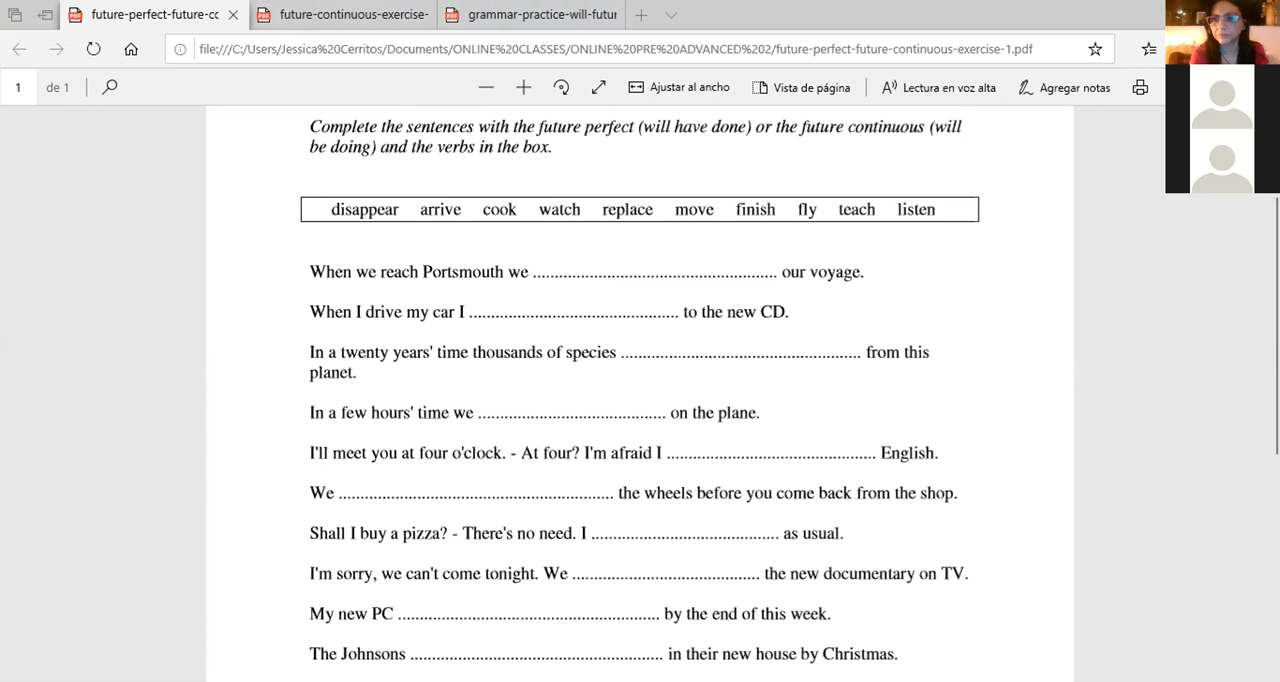 future-perfect-future-cc
future-continuous-exercise-
grammar-practice-will-futur
file:///C:/Users/Jessica%20Cerritos/Documents/ONLINE%20CLASSES/ONLINE%20PRE%20ADVANCED%202/future-perfect-future-continuous-exercise-1.pdf
1 de 1 Ajustar al ancho Vista de página Lectura en voz alta Agregar notas
Complete the sentences with the future perfect (will have done) or the future continuous (will
be doing) and the verbs in the box.
disappear arrive cook watch replace move finish fly teach listen
When we reach Portsmouth we ........................................................ our voyage.
When I drive my car I ................................................ to the new CD.
In a twenty years' time thousands of species ....................................................... from this
planet.
In a few hours' time we ........................................... on the plane.
I'll meet you at four o'clock. - At four? I'm afraid I ................................................ English.
We ............................................................... the wheels before you come back from the shop.
Shall I buy a pizza? - There's no need. I ........................................... as usual.
I'm sorry, we can't come tonight. We ........................................... the new documentary on TV.
My new PC ............................................................ by the end of this week.
The Johnsons .......................................................... in their new house by Christmas.